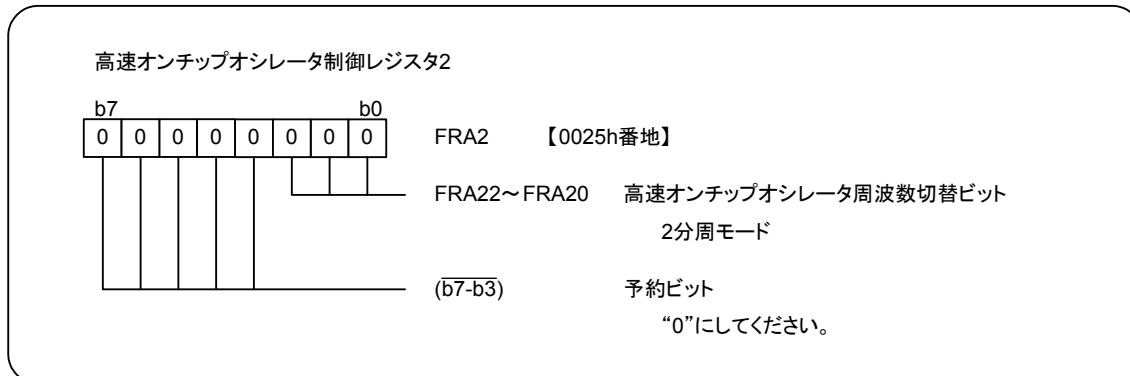 高速オンチップオシレータ制御レジスタ2
b7 b0
0 0 0 0 0 0 0 0 FRA2 【0025h番地】
FRA22～FRA20 高速オンチップオシレータ周波数切替ビット
2分周モード
(b7-b3) 予約ビット
“0”にしてください。